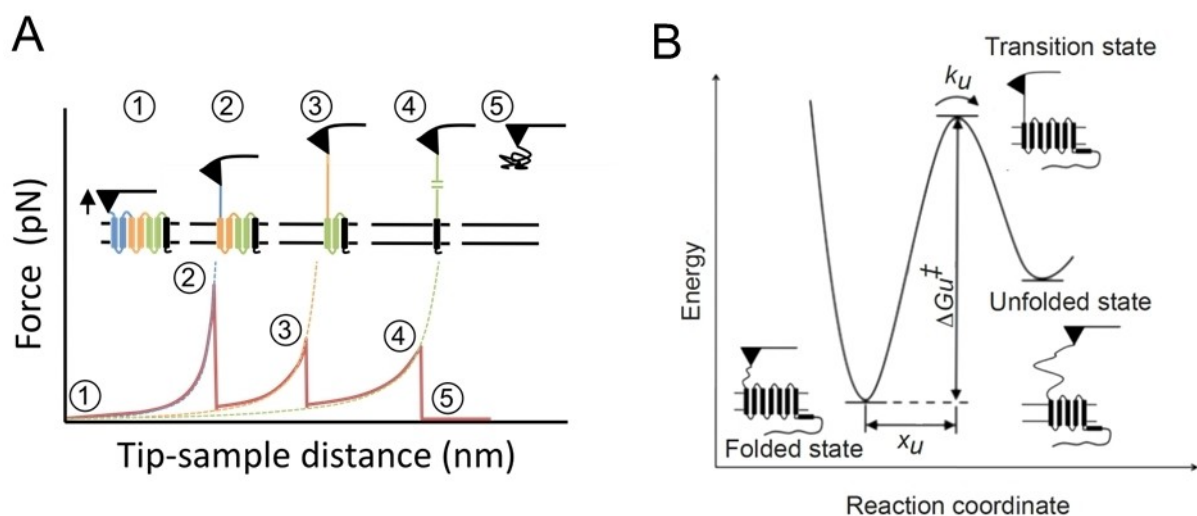 A
① ② ③ ④ ⑤
②
③
④
①
⑤
Force (pN)
Tip-sample distance (nm)
B
Transition state
kᵤ
Energy
ΔGu‡
Unfolded state
Folded state
xᵤ
Reaction coordinate